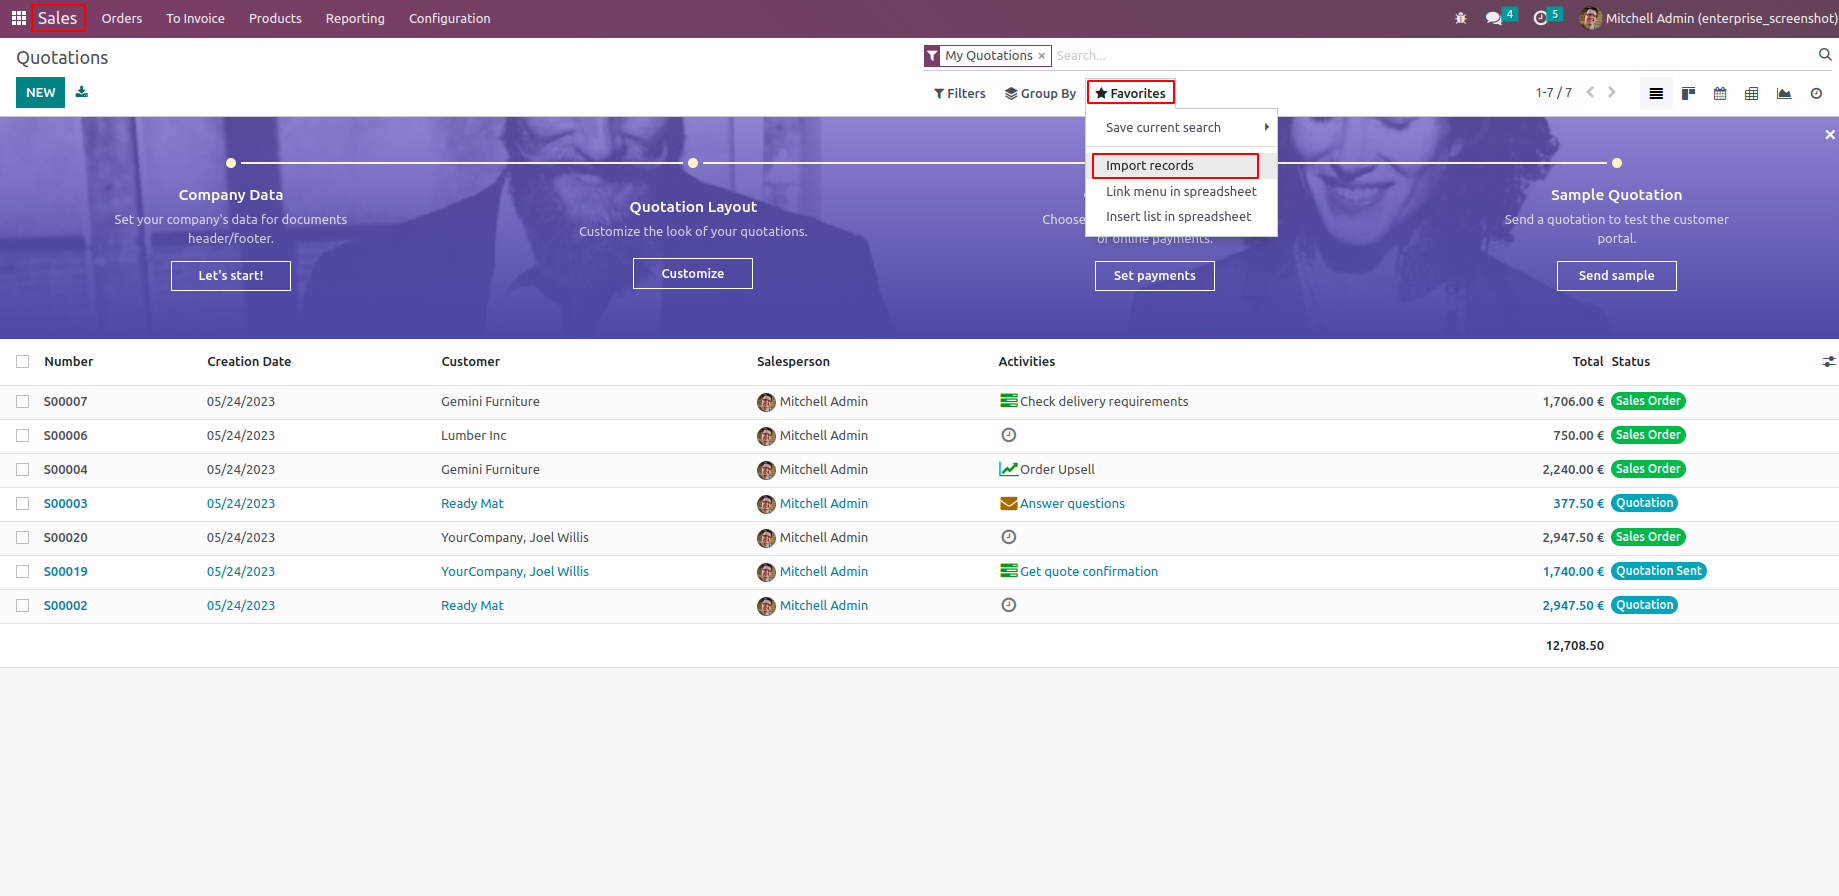 Sales Orders To Invoice Products Reporting Configuration 4 5 Mitchell Admin (enterprise_screenshot)
Quotations My Quotations × Search...
NEW Filters Group By Favorites 1-7 / 7
Save current search
Import records
Link menu in spreadsheet
Insert list in spreadsheet
Company Data
Set your company's data for documents
header/footer.
Let's start!
Quotation Layout
Customize the look of your quotations.
Customize
Choose
of online payments.
Set payments
Sample Quotation
Send a quotation to test the customer
portal.
Send sample
Number Creation Date Customer Salesperson Activities Total Status
S00007 05/24/2023 Gemini Furniture Mitchell Admin Check delivery requirements 1,706.00 € Sales Order
S00006 05/24/2023 Lumber Inc Mitchell Admin 750.00 € Sales Order
S00004 05/24/2023 Gemini Furniture Mitchell Admin Order Upsell 2,240.00 € Sales Order
S00003 05/24/2023 Ready Mat Mitchell Admin Answer questions 377.50 € Quotation
S00020 05/24/2023 YourCompany, Joel Willis Mitchell Admin 2,947.50 € Sales Order
S00019 05/24/2023 YourCompany, Joel Willis Mitchell Admin Get quote confirmation 1,740.00 € Quotation Sent
S00002 05/24/2023 Ready Mat Mitchell Admin 2,947.50 € Quotation
12,708.50